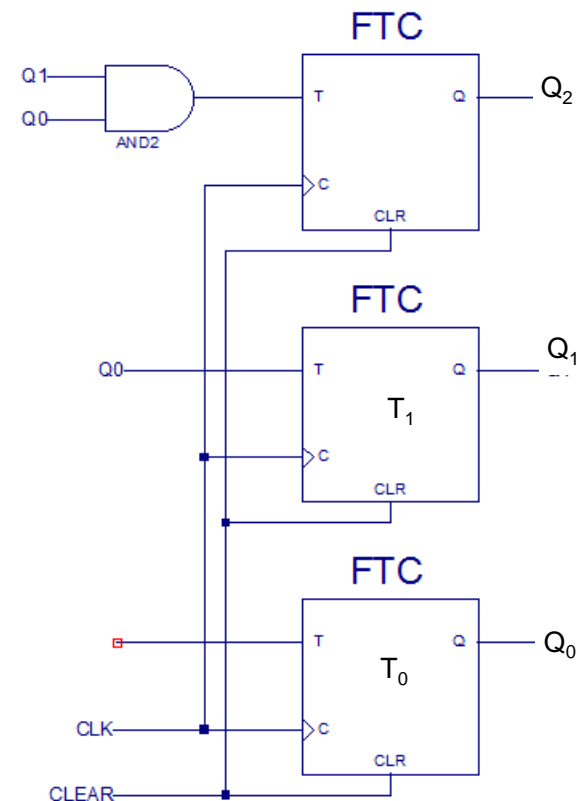 FTC
Q1
Q0
AND2
T
Q
Q₂
C
CLR
FTC
Q0
T
Q
Q₁
T₁
C
CLR
FTC
T
Q
Q₀
T₀
CLK
C
CLR
CLEAR